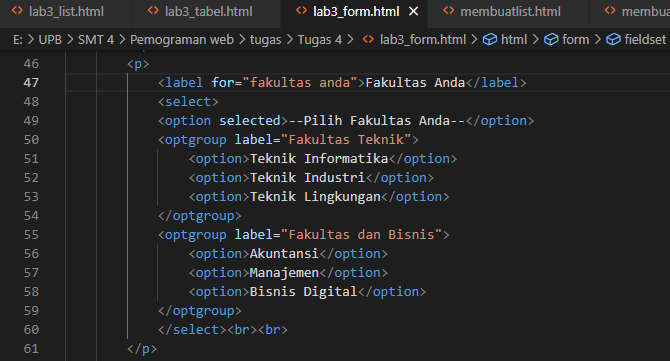 lab3_list.html lab3_tabel.html lab3_form.html membuatlist.html membua
E: > UPB > SMT 4 > Pemograman web > tugas > Tugas 4 > lab3_form.html > html > form > fieldset
46 <p>
47 <label for="fakultas anda">Fakultas Anda</label>
48 <select>
49 <option selected>--Pilih Fakultas Anda--</option>
50 <optgroup label="Fakultas Teknik">
51 <option>Teknik Informatika</option>
52 <option>Teknik Industri</option>
53 <option>Teknik Lingkungan</option>
54 </optgroup>
55 <optgroup label="Fakultas dan Bisnis">
56 <option>Akuntansi</option>
57 <option>Manajemen</option>
58 <option>Bisnis Digital</option>
59 </optgroup>
60 </select><br><br>
61 </p>